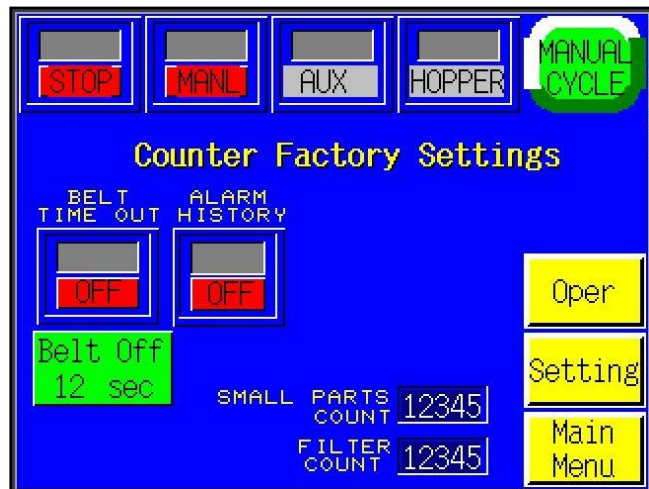 STOP
MANL
AUX
HOPPER
MANUAL
CYCLE
Counter Factory Settings
BELT
TIME OUT
ALARM
HISTORY
OFF
OFF
Belt Off
12 sec
SMALL PARTS
COUNT
12345
FILTER
COUNT
12345
Oper
Setting
Main
Menu